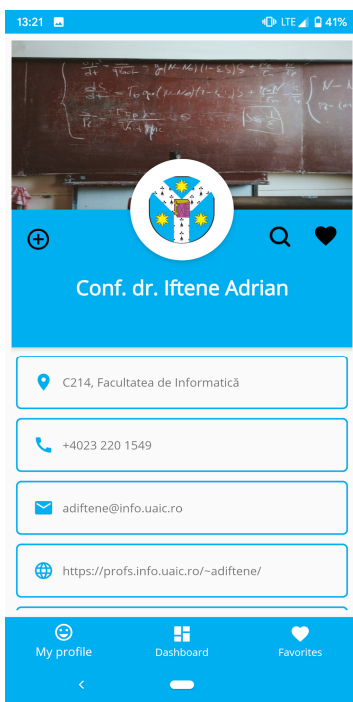 13:21 LTE 41%
Conf. dr. Iftene Adrian
C214, Facultatea de Informatică
+4023 220 1549
adiftene@info.uaic.ro
https://profs.info.uaic.ro/~adiftene/
My profile Dashboard Favorites